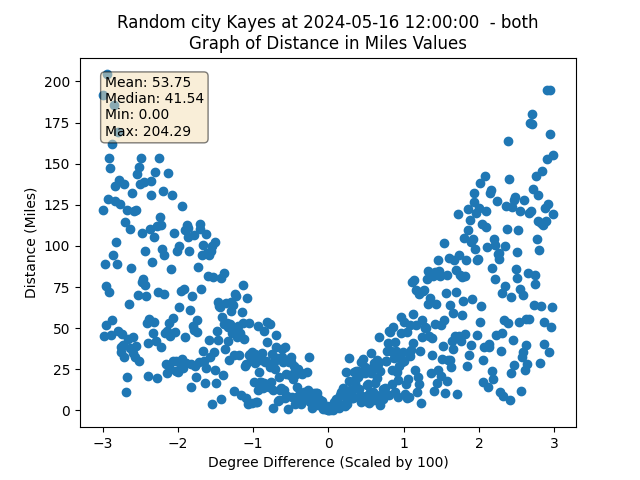 Random city Kayes at 2024-05-16 12:00:00  - both
Graph of Distance in Miles Values
Mean: 53.75
Median: 41.54
Min: 0.00
Max: 204.29
200
175
150
125
100
75
50
25
0
Distance (Miles)
−3
−2
−1
0
1
2
3
Degree Difference (Scaled by 100)